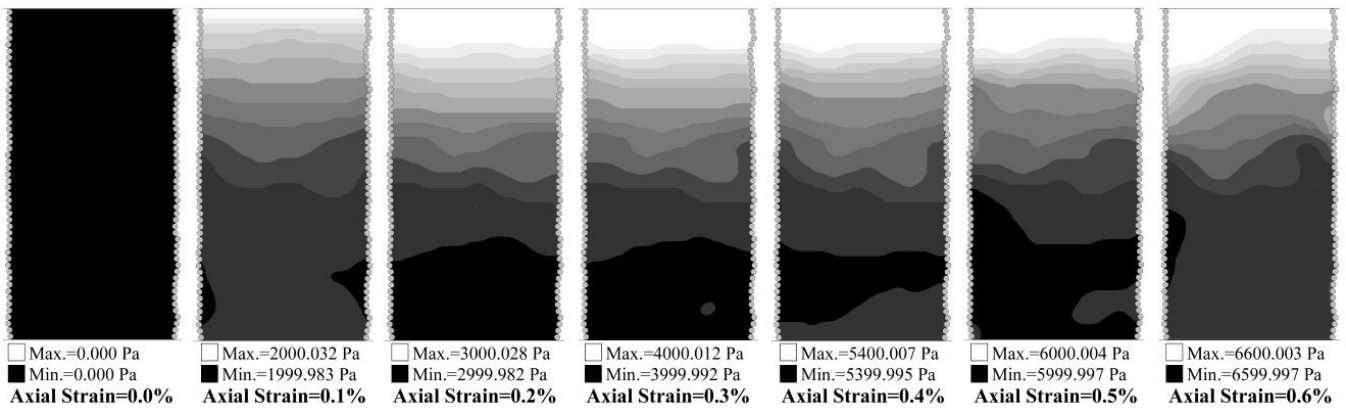 Max.=0.000 Pa
Min.=0.000 Pa
Axial Strain=0.0%
Max.=2000.032 Pa
Min.=1999.983 Pa
Axial Strain=0.1%
Max.=3000.028 Pa
Min.=2999.982 Pa
Axial Strain=0.2%
Max.=4000.012 Pa
Min.=3999.992 Pa
Axial Strain=0.3%
Max.=5400.007 Pa
Min.=5399.995 Pa
Axial Strain=0.4%
Max.=6000.004 Pa
Min.=5999.997 Pa
Axial Strain=0.5%
Max.=6600.003 Pa
Min.=6599.997 Pa
Axial Strain=0.6%